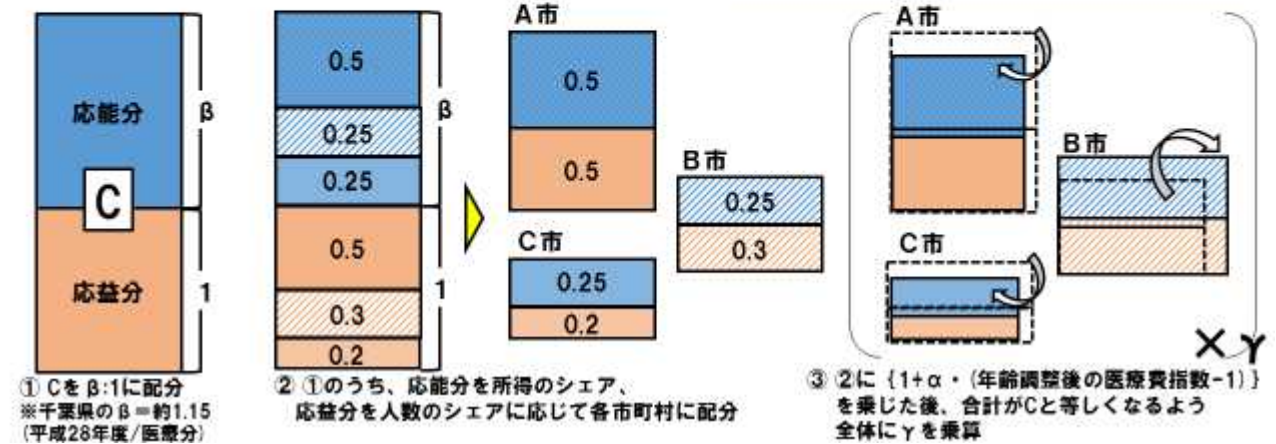 応能分
β
C
応益分
1
① Cを β:1に配分
※千葉県のβ＝約1.15
(平成28年度/医療分)
0.5
0.25
0.25
β
0.5
0.3
0.2
1
A市
0.5
0.5
B市
0.25
0.3
C市
0.25
0.2
② ①のうち、応能分を所得のシェア、
応益分を人数のシェアに応じて各市町村に配分
A市
B市
C市
×γ
③ ②に {1+α・(年齢調整後の医療費指数-1)}
を乗じた後、合計がCと等しくなるよう
全体にγを乗算